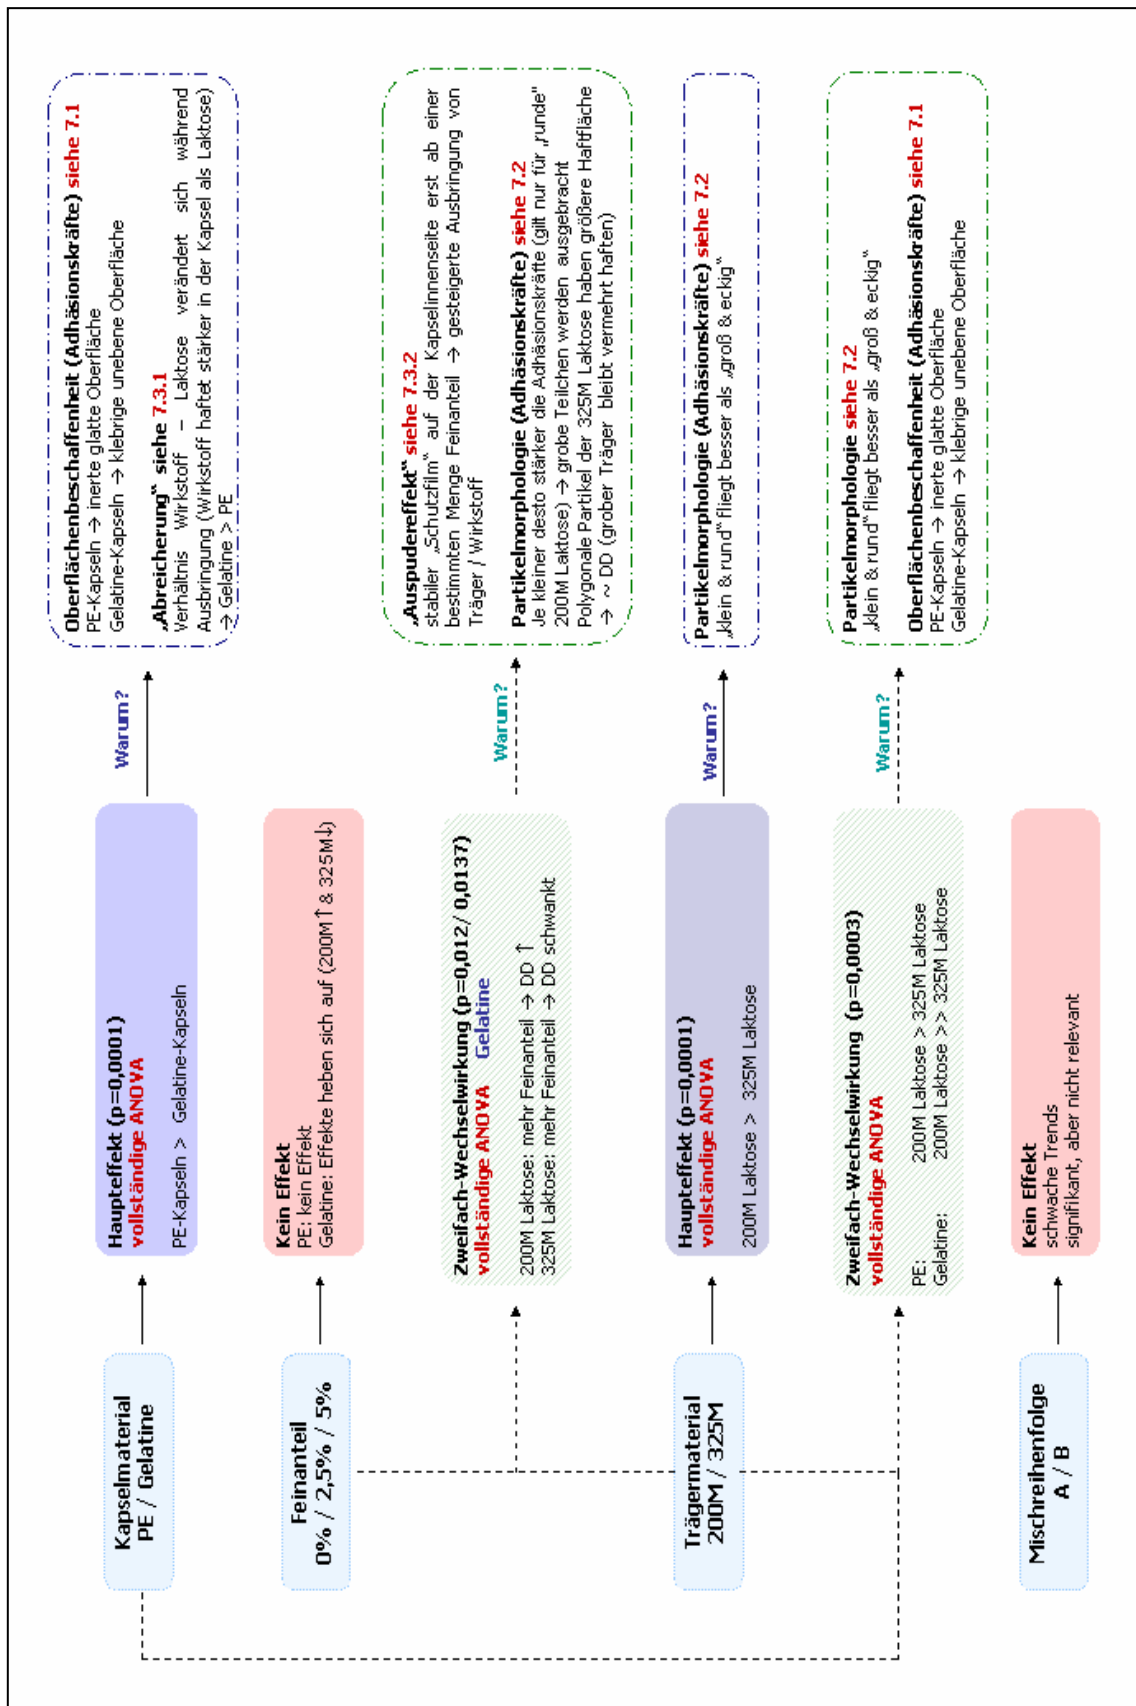 Kapselmaterial
PE / Gelatine
Haupteffekt (p=0,0001)
vollständige ANOVA
PE-Kapseln > Gelatine-Kapseln
Warum?
Oberflächenbeschaffenheit (Adhäsionskräfte) siehe 7.1
PE-Kapseln → inerte glatte Oberfläche
Gelatine-Kapseln → klebrige unebene Oberfläche
„Abreicherung“ siehe 7.3.1
Verhältnis Wirkstoff – Laktose verändert sich während
Ausbringung (Wirkstoff haftet stärker in der Kapsel als Laktose)
→ Gelatine > PE
Feinanteil
0% / 2,5% / 5%
Kein Effekt
PE: kein Effekt
Gelatine: Effekte heben sich auf (200M↑ & 325M↓)
Zweifach-Wechselwirkung (p=0,012/ 0,0137)
vollständige ANOVA Gelatine
200M Laktose: mehr Feinanteil → DD ↑
325M Laktose: mehr Feinanteil → DD schwankt
Warum?
„Auspudereffekt“ siehe 7.3.2
stabiler „Schutzfilm“ auf der Kapselinnenseite erst ab einer
bestimmten Menge Feinanteil → gesteigerte Ausbringung von
Träger / Wirkstoff
Partikelmorphologie (Adhäsionskräfte) siehe 7.2
Je kleiner desto stärker die Adhäsionskräfte (gilt nur für „runde“
200M Laktose) → grobe Teilchen werden ausgebracht
Polygonale Partikel der 325M Laktose haben größere Haftfläche
→ ~ DD (grober Träger bleibt vermehrt haften)
Trägermaterial
200M / 325M
Haupteffekt (p=0,0001)
vollständige ANOVA
200M Laktose > 325M Laktose
Warum?
Partikelmorphologie (Adhäsionskräfte) siehe 7.2
„klein & rund“ fliegt besser als „groß & eckig“
Zweifach-Wechselwirkung (p=0,0003)
vollständige ANOVA
PE: 200M Laktose > 325M Laktose
Gelatine: 200M Laktose >> 325M Laktose
Warum?
Partikelmorphologie siehe 7.2
„klein & rund“ fliegt besser als „groß & eckig“
Oberflächenbeschaffenheit (Adhäsionskräfte) siehe 7.1
PE-Kapseln → inerte glatte Oberfläche
Gelatine-Kapseln → klebrige unebene Oberfläche
Mischreihenfolge
A / B
Kein Effekt
schwache Trends
signifikant, aber nicht relevant